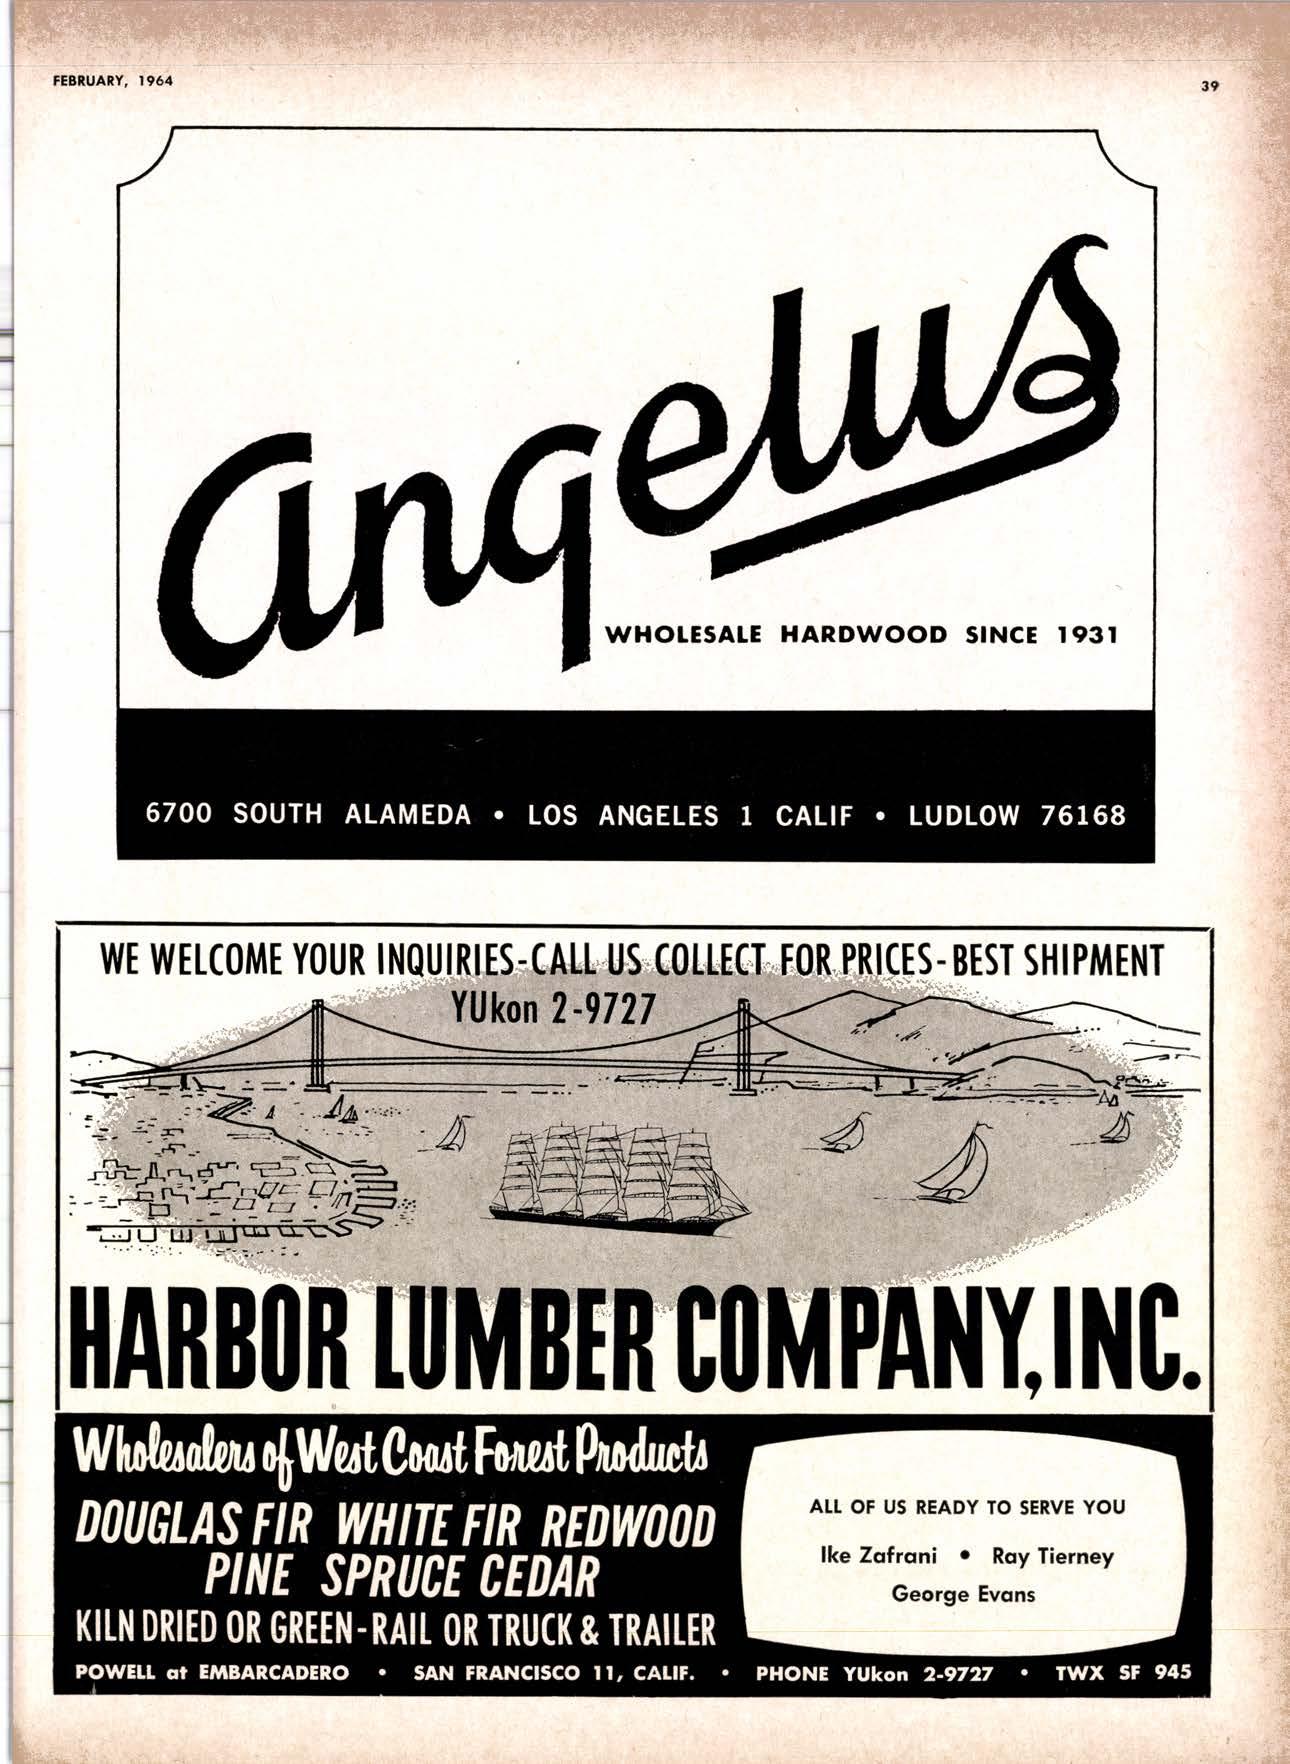 FEBRUARY, 1964
39
angelus
WHOLESALE HARDWOOD SINCE 1931
6700 SOUTH ALAMEDA • LOS ANGELES 1 CALIF • LUDLOW 76168
WE WELCOME YOUR INQUIRIES-CALL US COLLECT FOR PRICES-BEST SHIPMENT
YUkon 2-9727
HARBOR LUMBER COMPANY, INC.
Wholesalers of West Coast Forest Products
DOUGLAS FIR WHITE FIR REDWOOD
PINE SPRUCE CEDAR
KILN DRIED OR GREEN-RAIL OR TRUCK & TRAILER
ALL OF US READY TO SERVE YOU
Ike Zafrani • Ray Tierney
George Evans
POWELL at EMBARCADERO • SAN FRANCISCO 11, CALIF. • PHONE YUkon 2-9727 • TWX SF 945